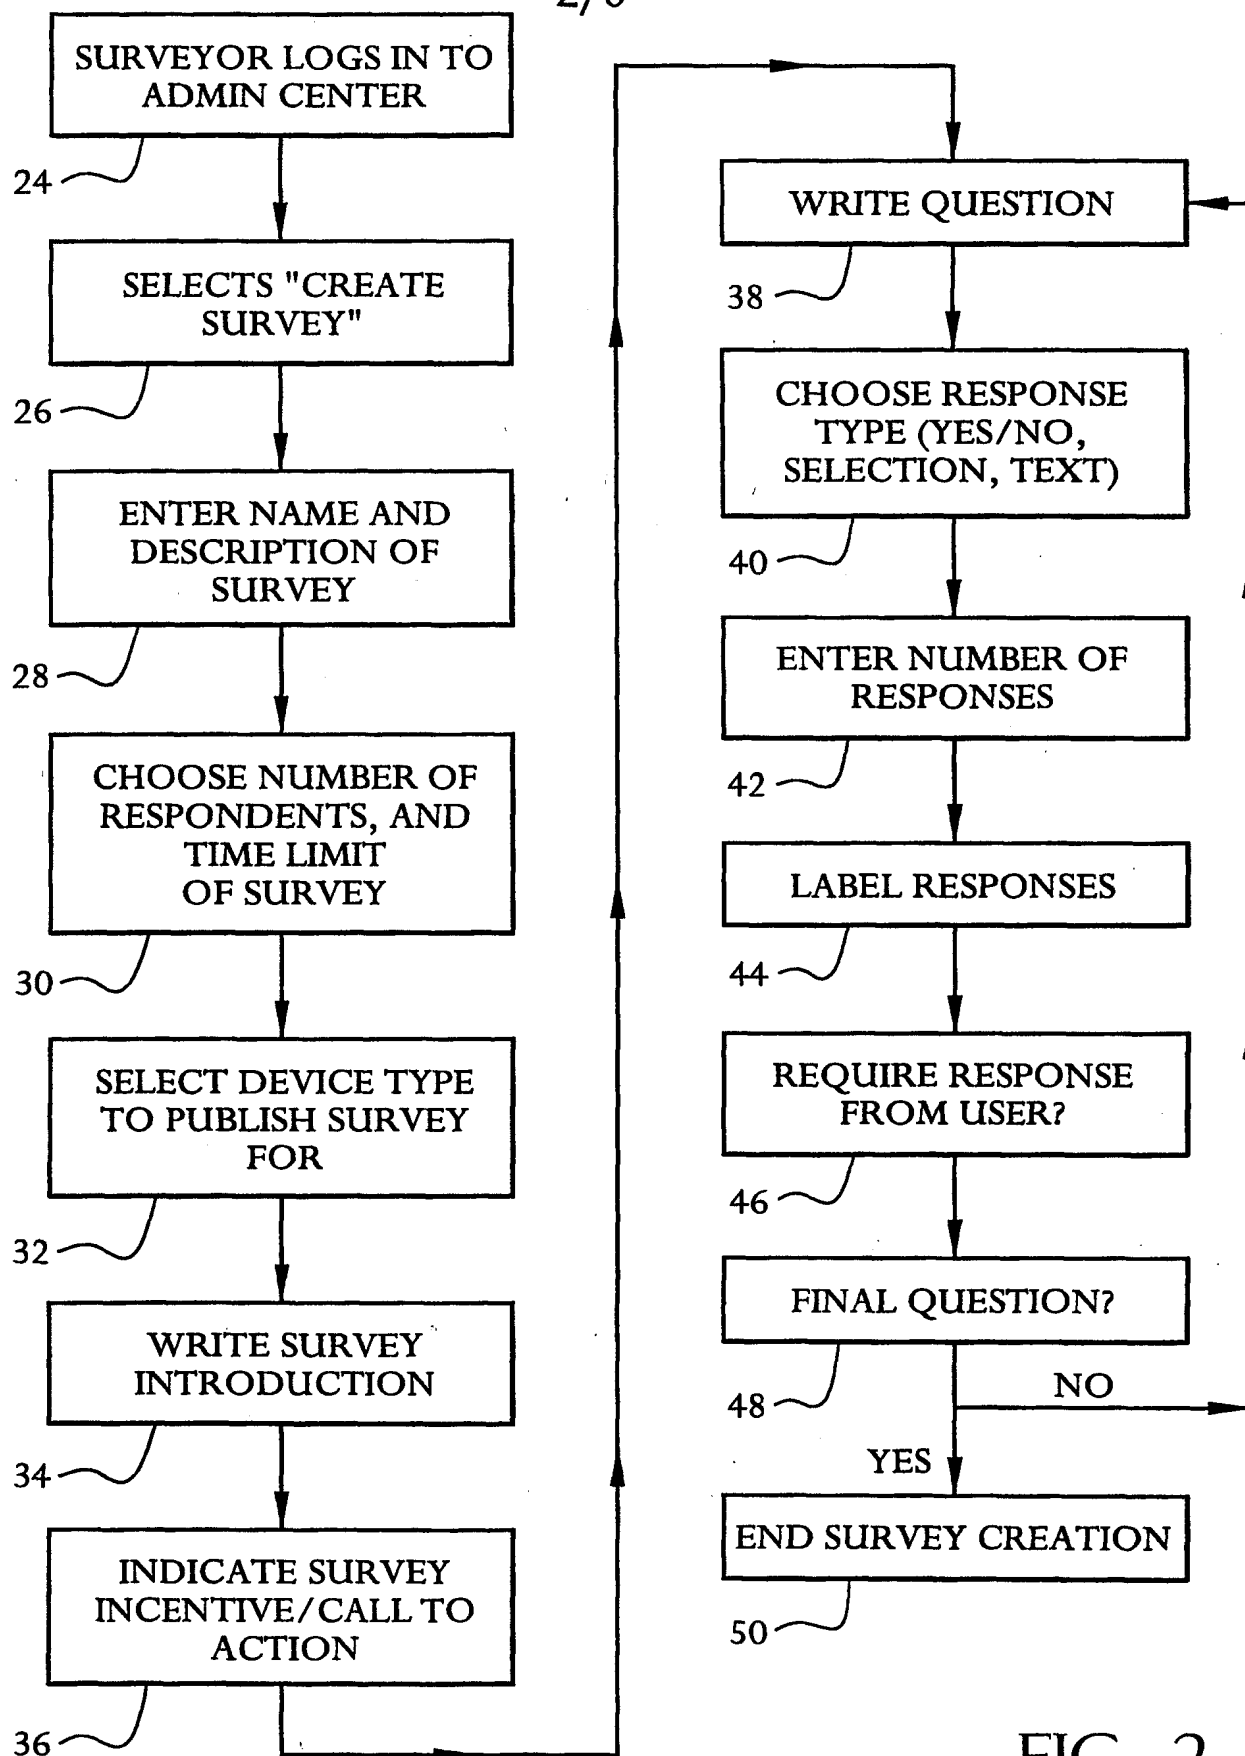 SURVEYOR LOGS IN TO
ADMIN CENTER
24
SELECTS "CREATE
SURVEY"
26
ENTER NAME AND
DESCRIPTION OF
SURVEY
28
CHOOSE NUMBER OF
RESPONDENTS, AND
TIME LIMIT
OF SURVEY
30
SELECT DEVICE TYPE
TO PUBLISH SURVEY
FOR
32
WRITE SURVEY
INTRODUCTION
34
INDICATE SURVEY
INCENTIVE/CALL TO
ACTION
36
WRITE QUESTION
38
CHOOSE RESPONSE
TYPE (YES/NO,
SELECTION, TEXT)
40
ENTER NUMBER OF
RESPONSES
42
LABEL RESPONSES
44
REQUIRE RESPONSE
FROM USER?
46
FINAL QUESTION?
48
NO
YES
END SURVEY CREATION
50
FIG. 2